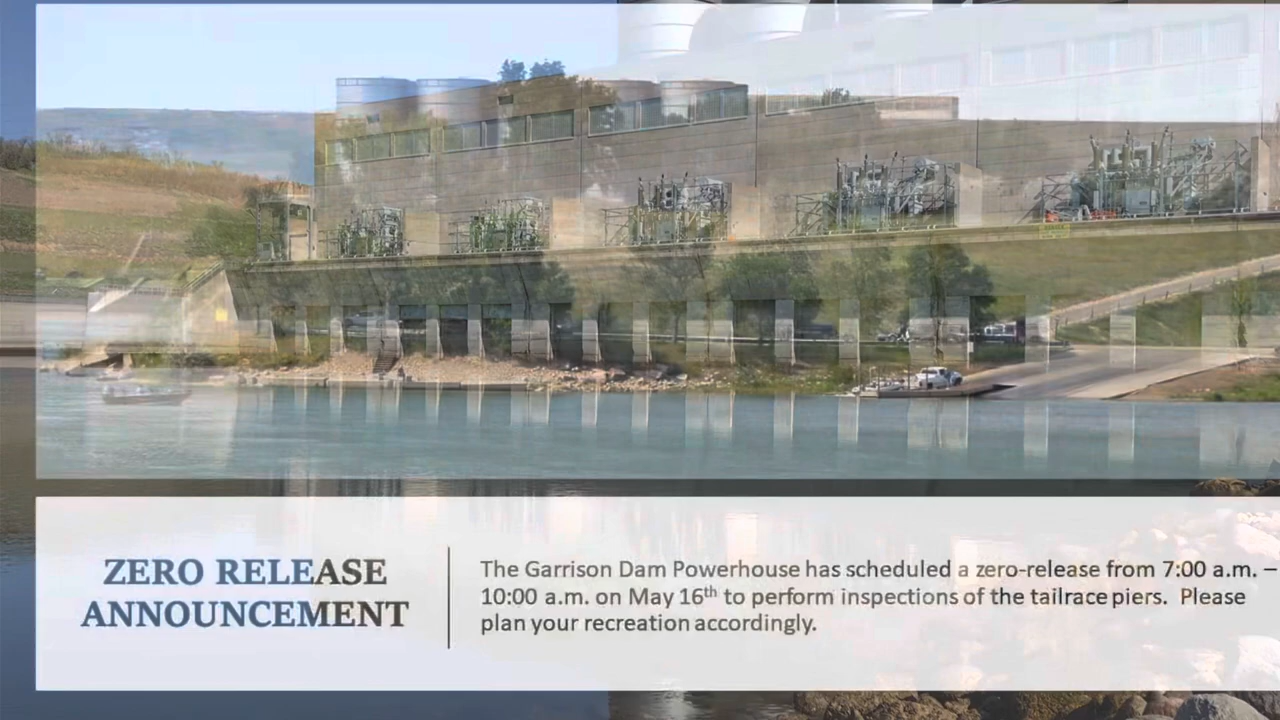 ZERO RELEASE
ANNOUNCEMENT
The Garrison Dam Powerhouse has scheduled a zero-release from 7:00 a.m. –
10:00 a.m. on May 16th to perform inspections of the tailrace piers.  Please
plan your recreation accordingly.